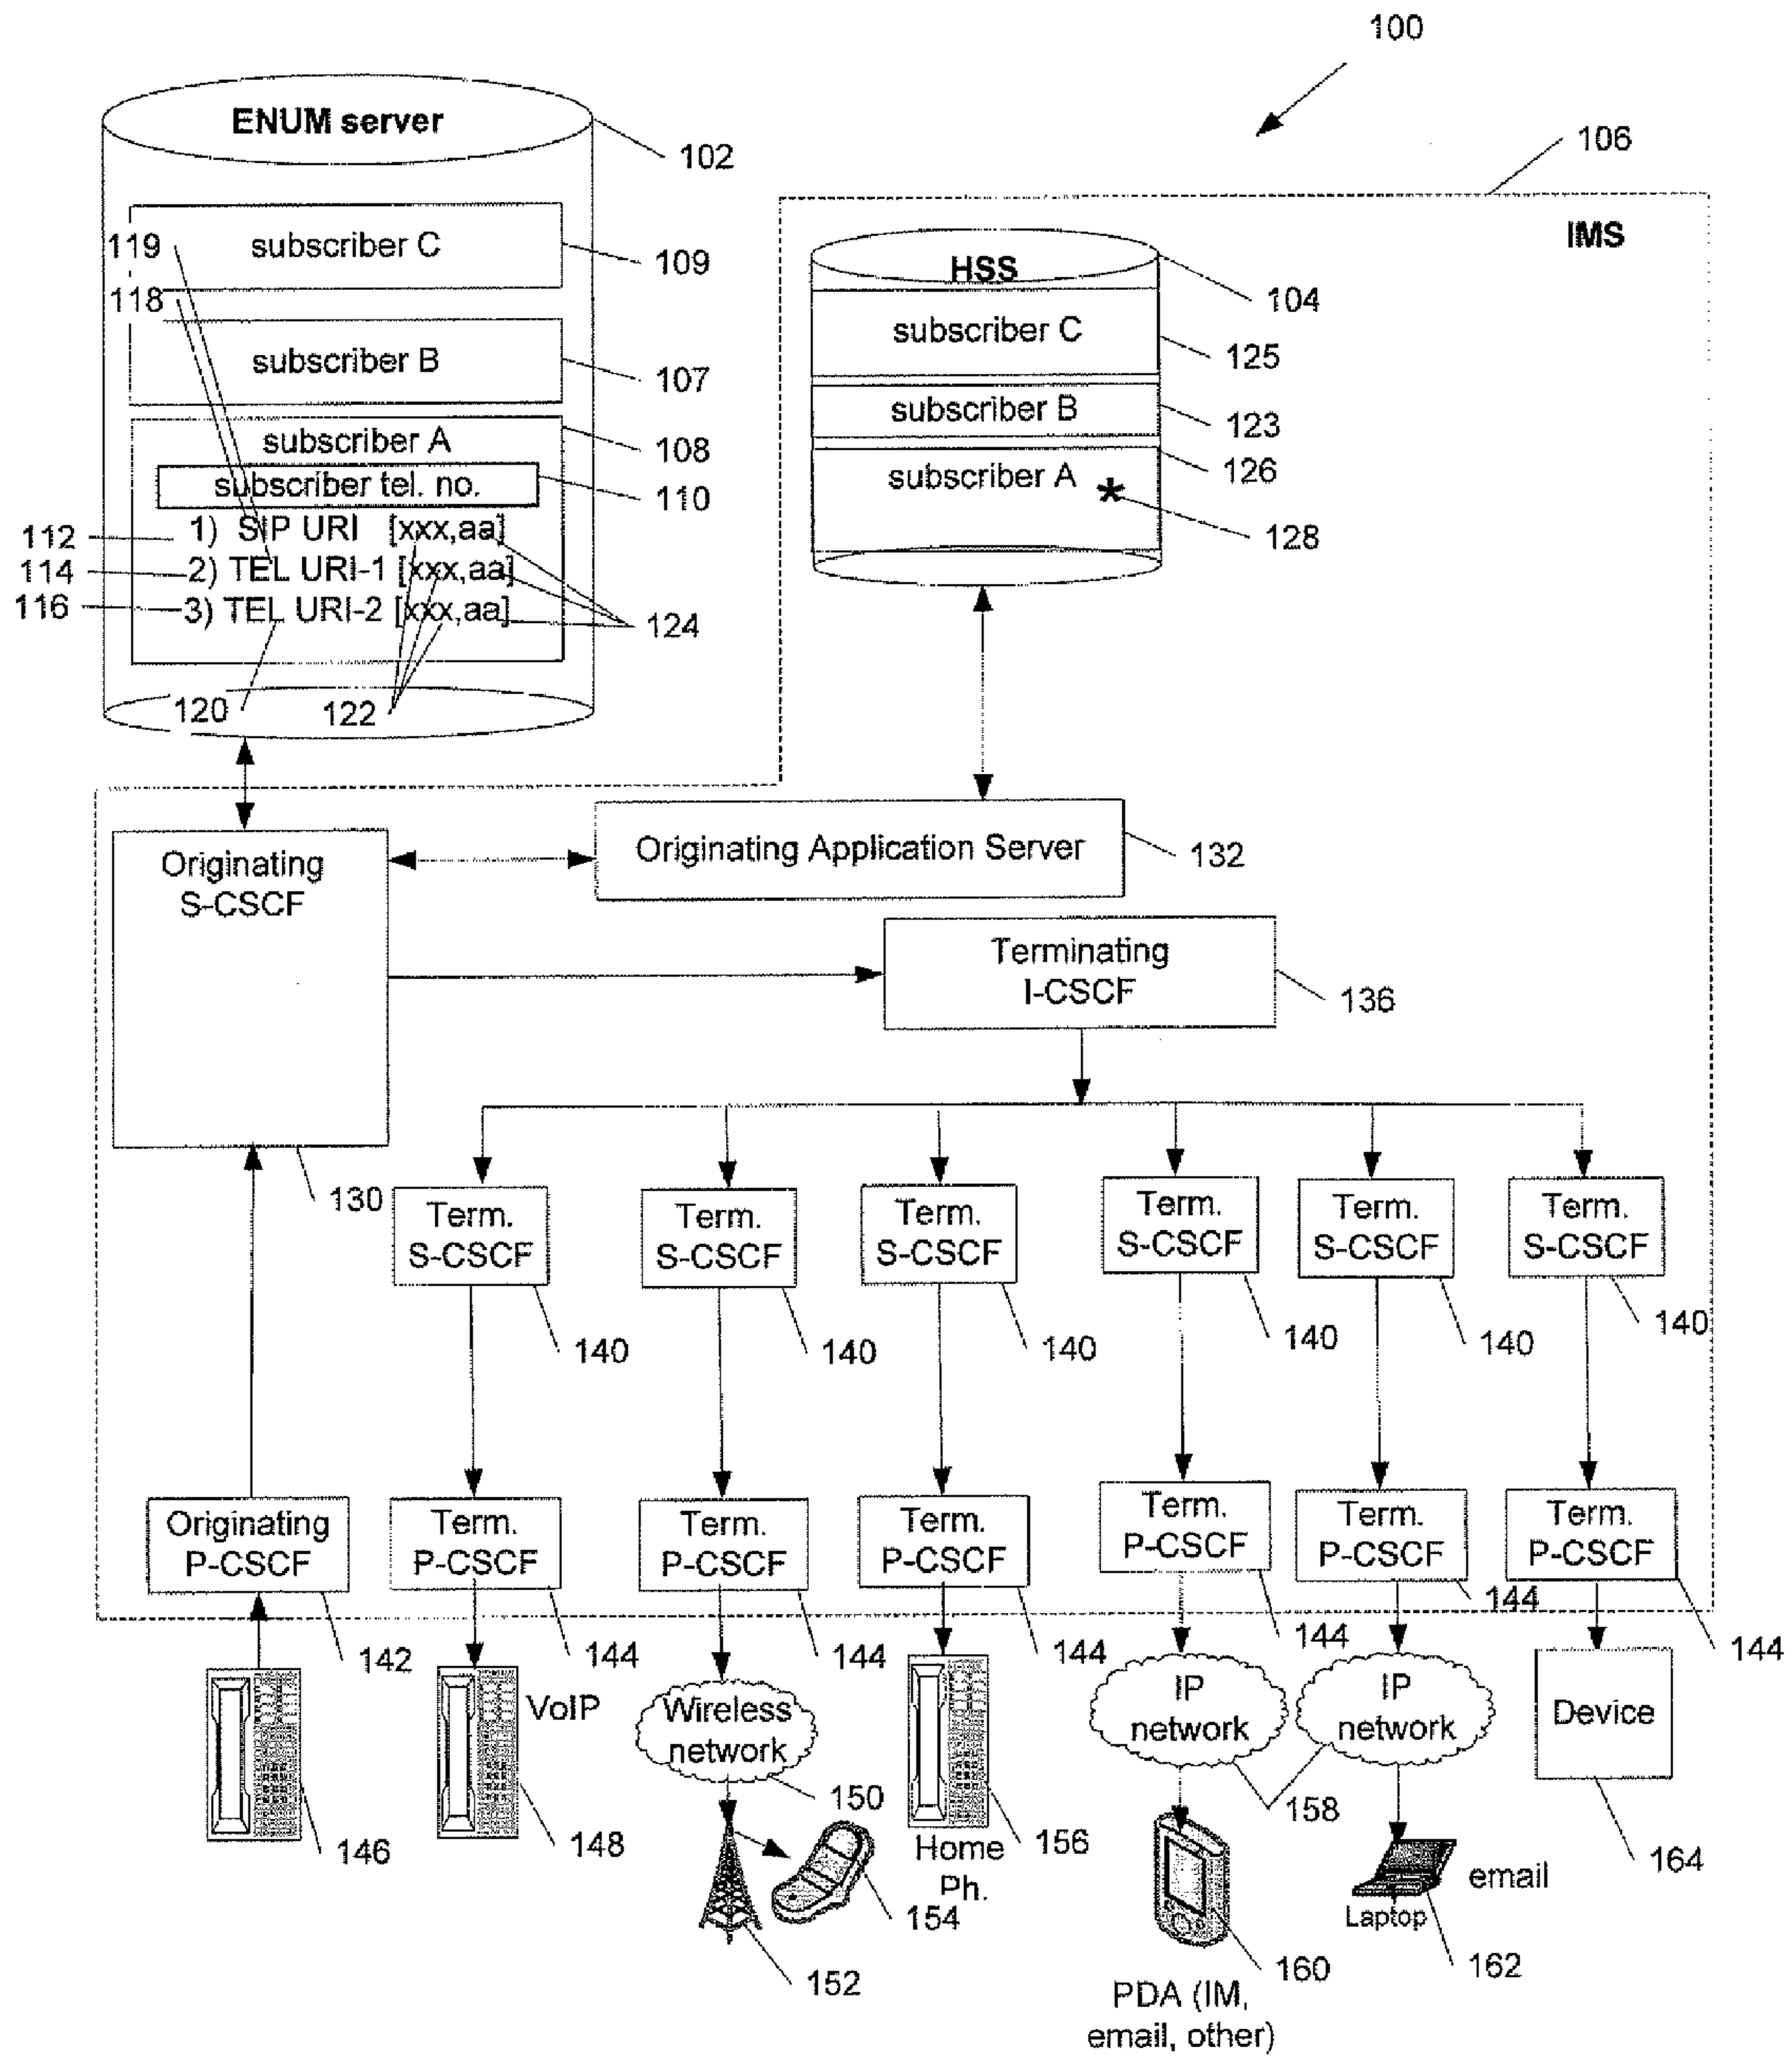 100
ENUM server
102
106
IMS
119
subscriber C
109
118
HSS
104
subscriber C
125
subscriber B
107
subscriber B
123
subscriber A
108
126
subscriber A
*
128
subscriber tel. no.
110
112
1) SIP URI [xxx,aa]
114
2) TEL URI-1 [xxx,aa]
116
3) TEL URI-2 [xxx,aa]
124
120
122
Originating
S-CSCF
Originating Application Server
132
Terminating
I-CSCF
136
130
Term.
S-CSCF
Term.
S-CSCF
Term.
S-CSCF
Term.
S-CSCF
Term.
S-CSCF
Term.
S-CSCF
140
140
140
140
140
140
Originating
P-CSCF
Term.
P-CSCF
Term.
P-CSCF
Term.
P-CSCF
Term.
P-CSCF
Term.
P-CSCF
Term.
P-CSCF
142
144
144
144
144
144
144
VoIP
Wireless
network
IP
network
IP
network
Device
146
148
150
Home
Ph.
156
158
164
152
154
160
PDA (IM,
email, other)
email
Laptop
162